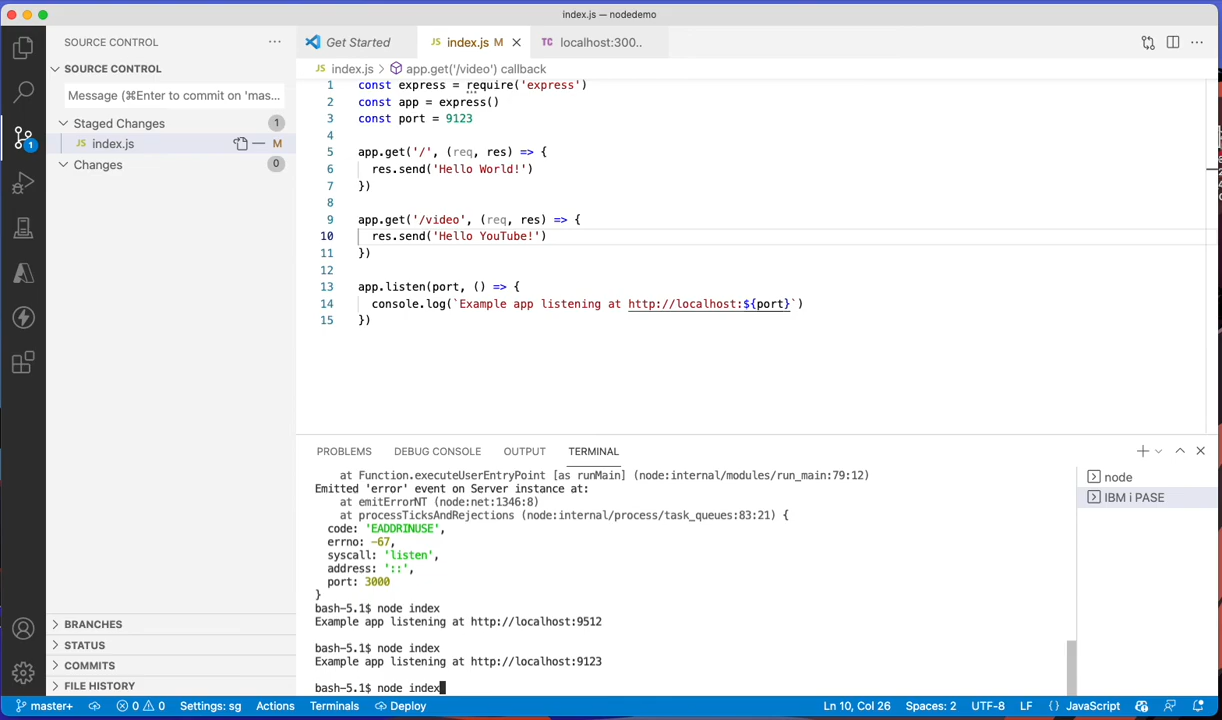 index.js — nodedemo
SOURCE CONTROL
Get Started
JS index.js M
TC localhost:300..
SOURCE CONTROL
Message (⌘Enter to commit on 'mas...
Staged Changes 1
JS index.js M
Changes 0
1
BRANCHES
STATUS
COMMITS
FILE HISTORY
JS index.js > app.get('/video') callback
1 const express = require('express')
2 const app = express()
3 const port = 9123
4
5 app.get('/', (req, res) => {
6 res.send('Hello World!')
7 })
8
9 app.get('/video', (req, res) => {
10 res.send('Hello YouTube!')
11 })
12
13 app.listen(port, () => {
14 console.log(`Example app listening at http://localhost:${port}`)
15 })
PROBLEMS DEBUG CONSOLE OUTPUT TERMINAL
at Function.executeUserEntryPoint [as runMain] (node:internal/modules/run_main:79:12)
Emitted 'error' event on Server instance at:
at emitErrorNT (node:net:1346:8)
at processTicksAndRejections (node:internal/process/task_queues:83:21) {
code: 'EADDRINUSE',
errno: -67,
syscall: 'listen',
address: '::',
port: 3000
}
bash-5.1$ node index
Example app listening at http://localhost:9512
bash-5.1$ node index
Example app listening at http://localhost:9123
bash-5.1$ node index
node
IBM i PASE
master+ 0 0 Settings: sg Actions Terminals Deploy
Ln 10, Col 26 Spaces: 2 UTF-8 LF {} JavaScript